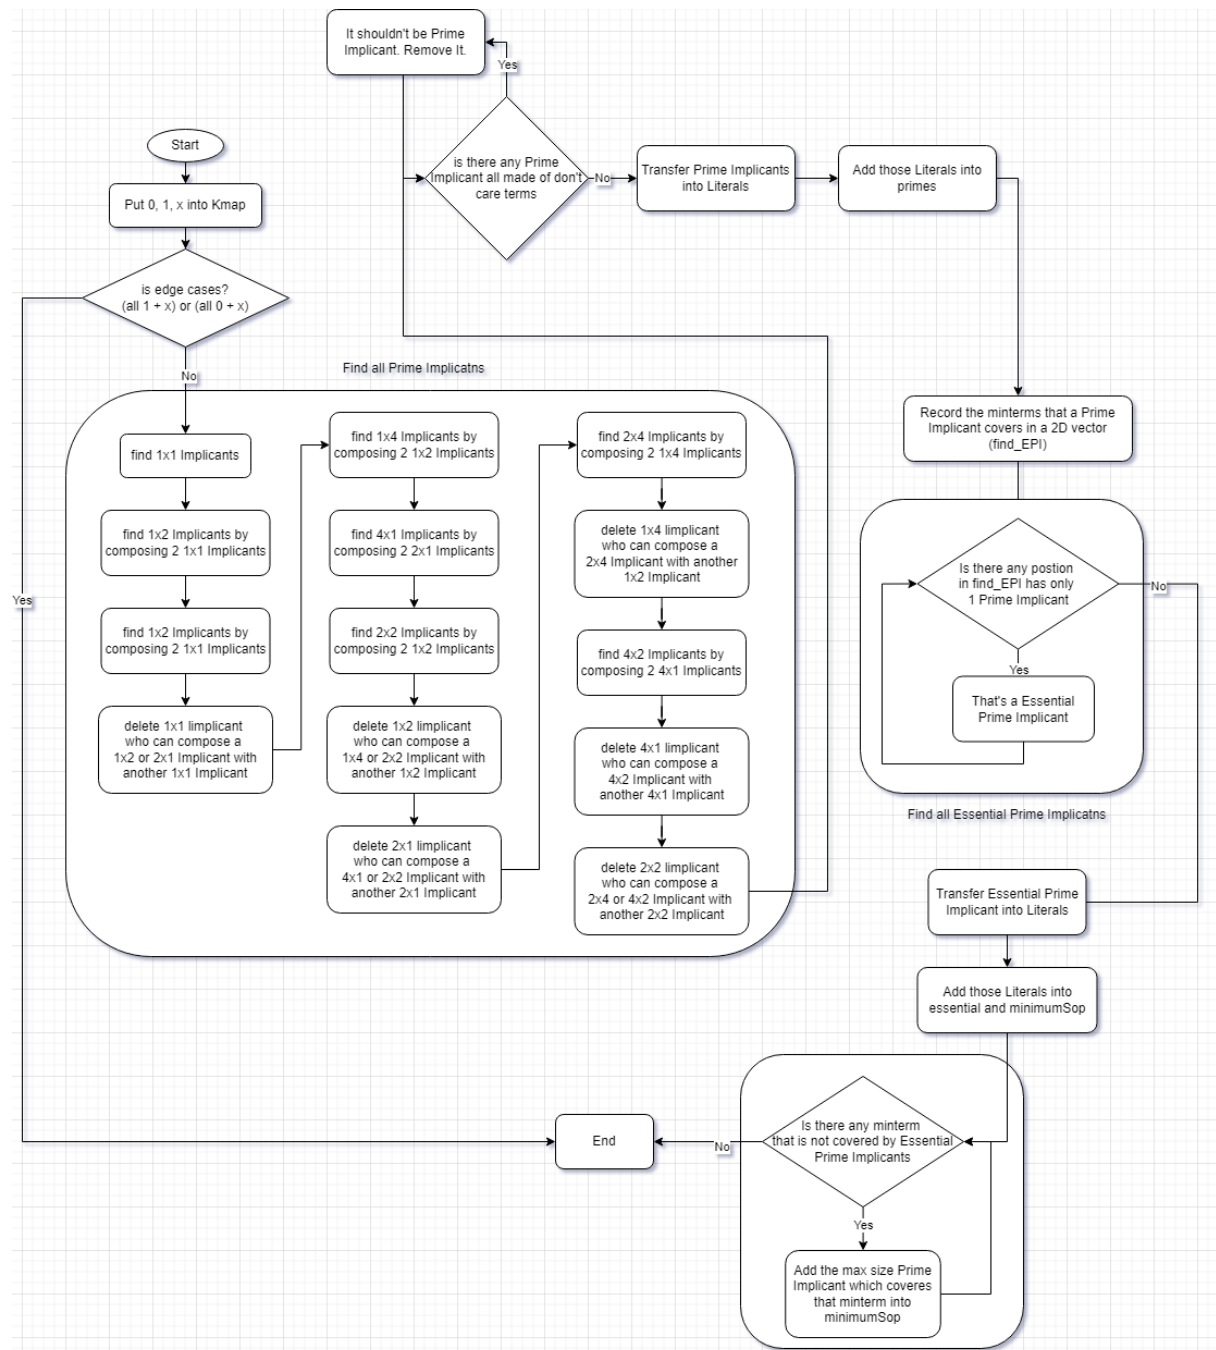 It shouldn't be Prime
Implicant. Remove It.
Yes
is there any Prime
Implicant all made of don't
care terms
No
Transfer Prime Implicants
into Literals
Add those Literals into
primes
Start
Put 0, 1, x into Kmap
is edge cases?
(all 1 + x) or (all 0 + x)
No
Yes
Find all Prime Implicatns
find 1x1 Implicants
find 1x2 Implicants by
composing 2 1x1 Implicants
find 1x2 Implicants by
composing 2 1x1 Implicants
delete 1x1 Iimplicant
who can compose a
1x2 or 2x1 Implicant with
another 1x1 Implicant
find 1x4 Implicants by
composing 2 1x2 Implicants
find 4x1 Implicants by
composing 2 2x1 Implicants
find 2x2 Implicants by
composing 2 1x2 Implicants
delete 1x2 Iimplicant
who can compose a
1x4 or 2x2 Implicant with
another 1x2 Implicant
delete 2x1 Iimplicant
who can compose a
4x1 or 2x2 Implicant with
another 2x1 Implicant
find 2x4 Implicants by
composing 2 1x4 Implicants
delete 1x4 Iimplicant
who can compose a
2x4 Implicant with another
1x2 Implicant
find 4x2 Implicants by
composing 2 4x1 Implicants
delete 4x1 Iimplicant
who can compose a
4x2 Implicant with
another 4x1 Implicant
delete 2x2 Iimplicant
who can compose a
2x4 or 4x2 Implicant with
another 2x2 Implicant
Record the minterms that a Prime
Implicant covers in a 2D vector
(find_EPI)
Is there any postion
in find_EPI has only
1 Prime Implicant
No
Yes
That's a Essential
Prime Implicant
Find all Essential Prime Implicatns
Transfer Essential Prime
Implicant into Literals
Add those Literals into
essential and minimumSop
Is there any minterm
that is not covered by Essential
Prime Implicants
No
End
Yes
Add the max size Prime
Implicant which coveres
that minterm into
minimumSop